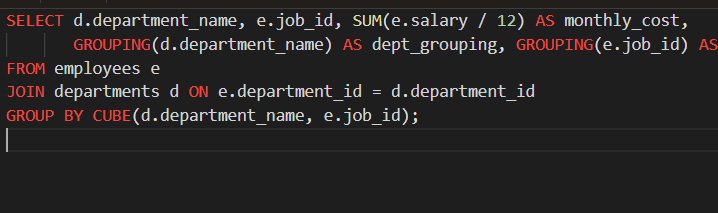 SELECT d.department_name, e.job_id, SUM(e.salary / 12) AS monthly_cost,
GROUPING(d.department_name) AS dept_grouping, GROUPING(e.job_id) AS
FROM employees e
JOIN departments d ON e.department_id = d.department_id
GROUP BY CUBE(d.department_name, e.job_id);